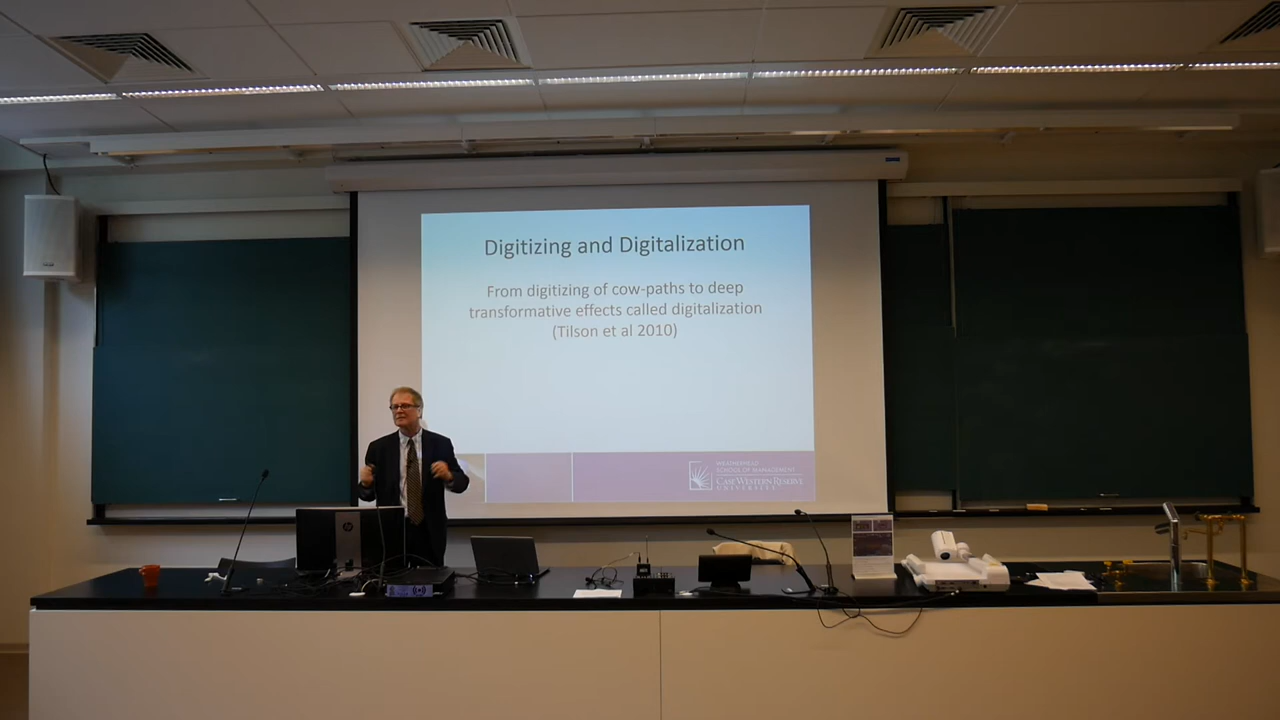 Digitizing and Digitalization
From digitizing of cow-paths to deep
transformative effects called digitalization
(Tilson et al 2010)
WEATHERHEAD
SCHOOL OF MANAGEMENT
CASE WESTERN RESERVE
UNIVERSITY
hp